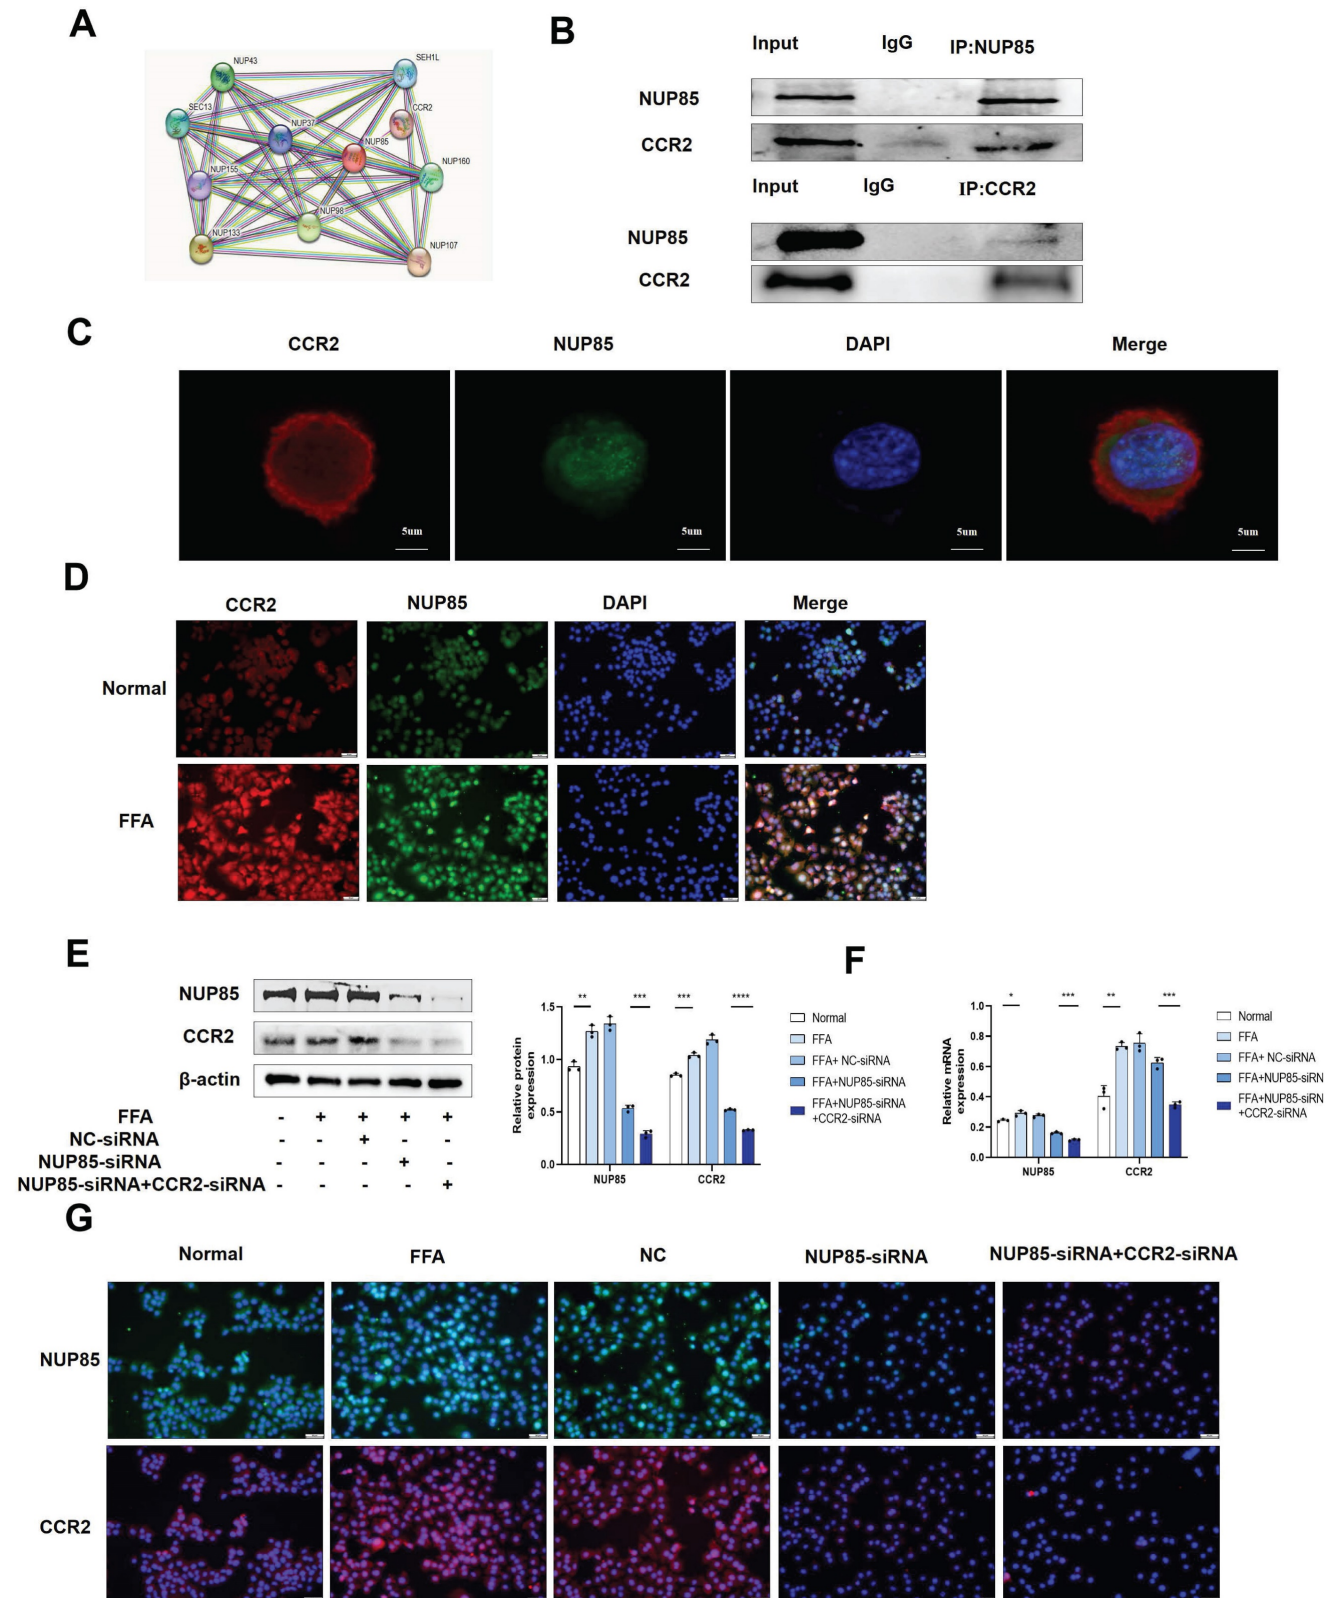 A
NUP43
SEH1L
SEC13
CCR2
NUP37
NUP85
NUP155
NUP160
NUP98
NUP133
NUP107
B
Input IgG IP:NUP85
NUP85
CCR2
Input IgG IP:CCR2
NUP85
CCR2
C
CCR2 NUP85 DAPI Merge
5um 5um 5um 5um
D
CCR2 NUP85 DAPI Merge
Normal
FFA
E
NUP85
CCR2
β-actin
FFA - + + + +
NC-siRNA - - + - -
NUP85-siRNA - - - + -
NUP85-siRNA+CCR2-siRNA - - - - +
Relative protein
expression
1.5
1.0
0.5
0.0
** *** *** ****
NUP85 CCR2
Normal
FFA
FFA+ NC-siRNA
FFA+NUP85-siRNA
FFA+NUP85-siRNA
+CCR2-siRNA
F
Relative mRNA
expression
1.0
0.8
0.6
0.4
0.2
0.0
* *** ** ***
NUP85 CCR2
Normal
FFA
FFA+ NC-siRNA
FFA+NUP85-siRN
FFA+NUP85-siRN
+CCR2-siRNA
G
Normal FFA NC NUP85-siRNA NUP85-siRNA+CCR2-siRNA
NUP85
CCR2